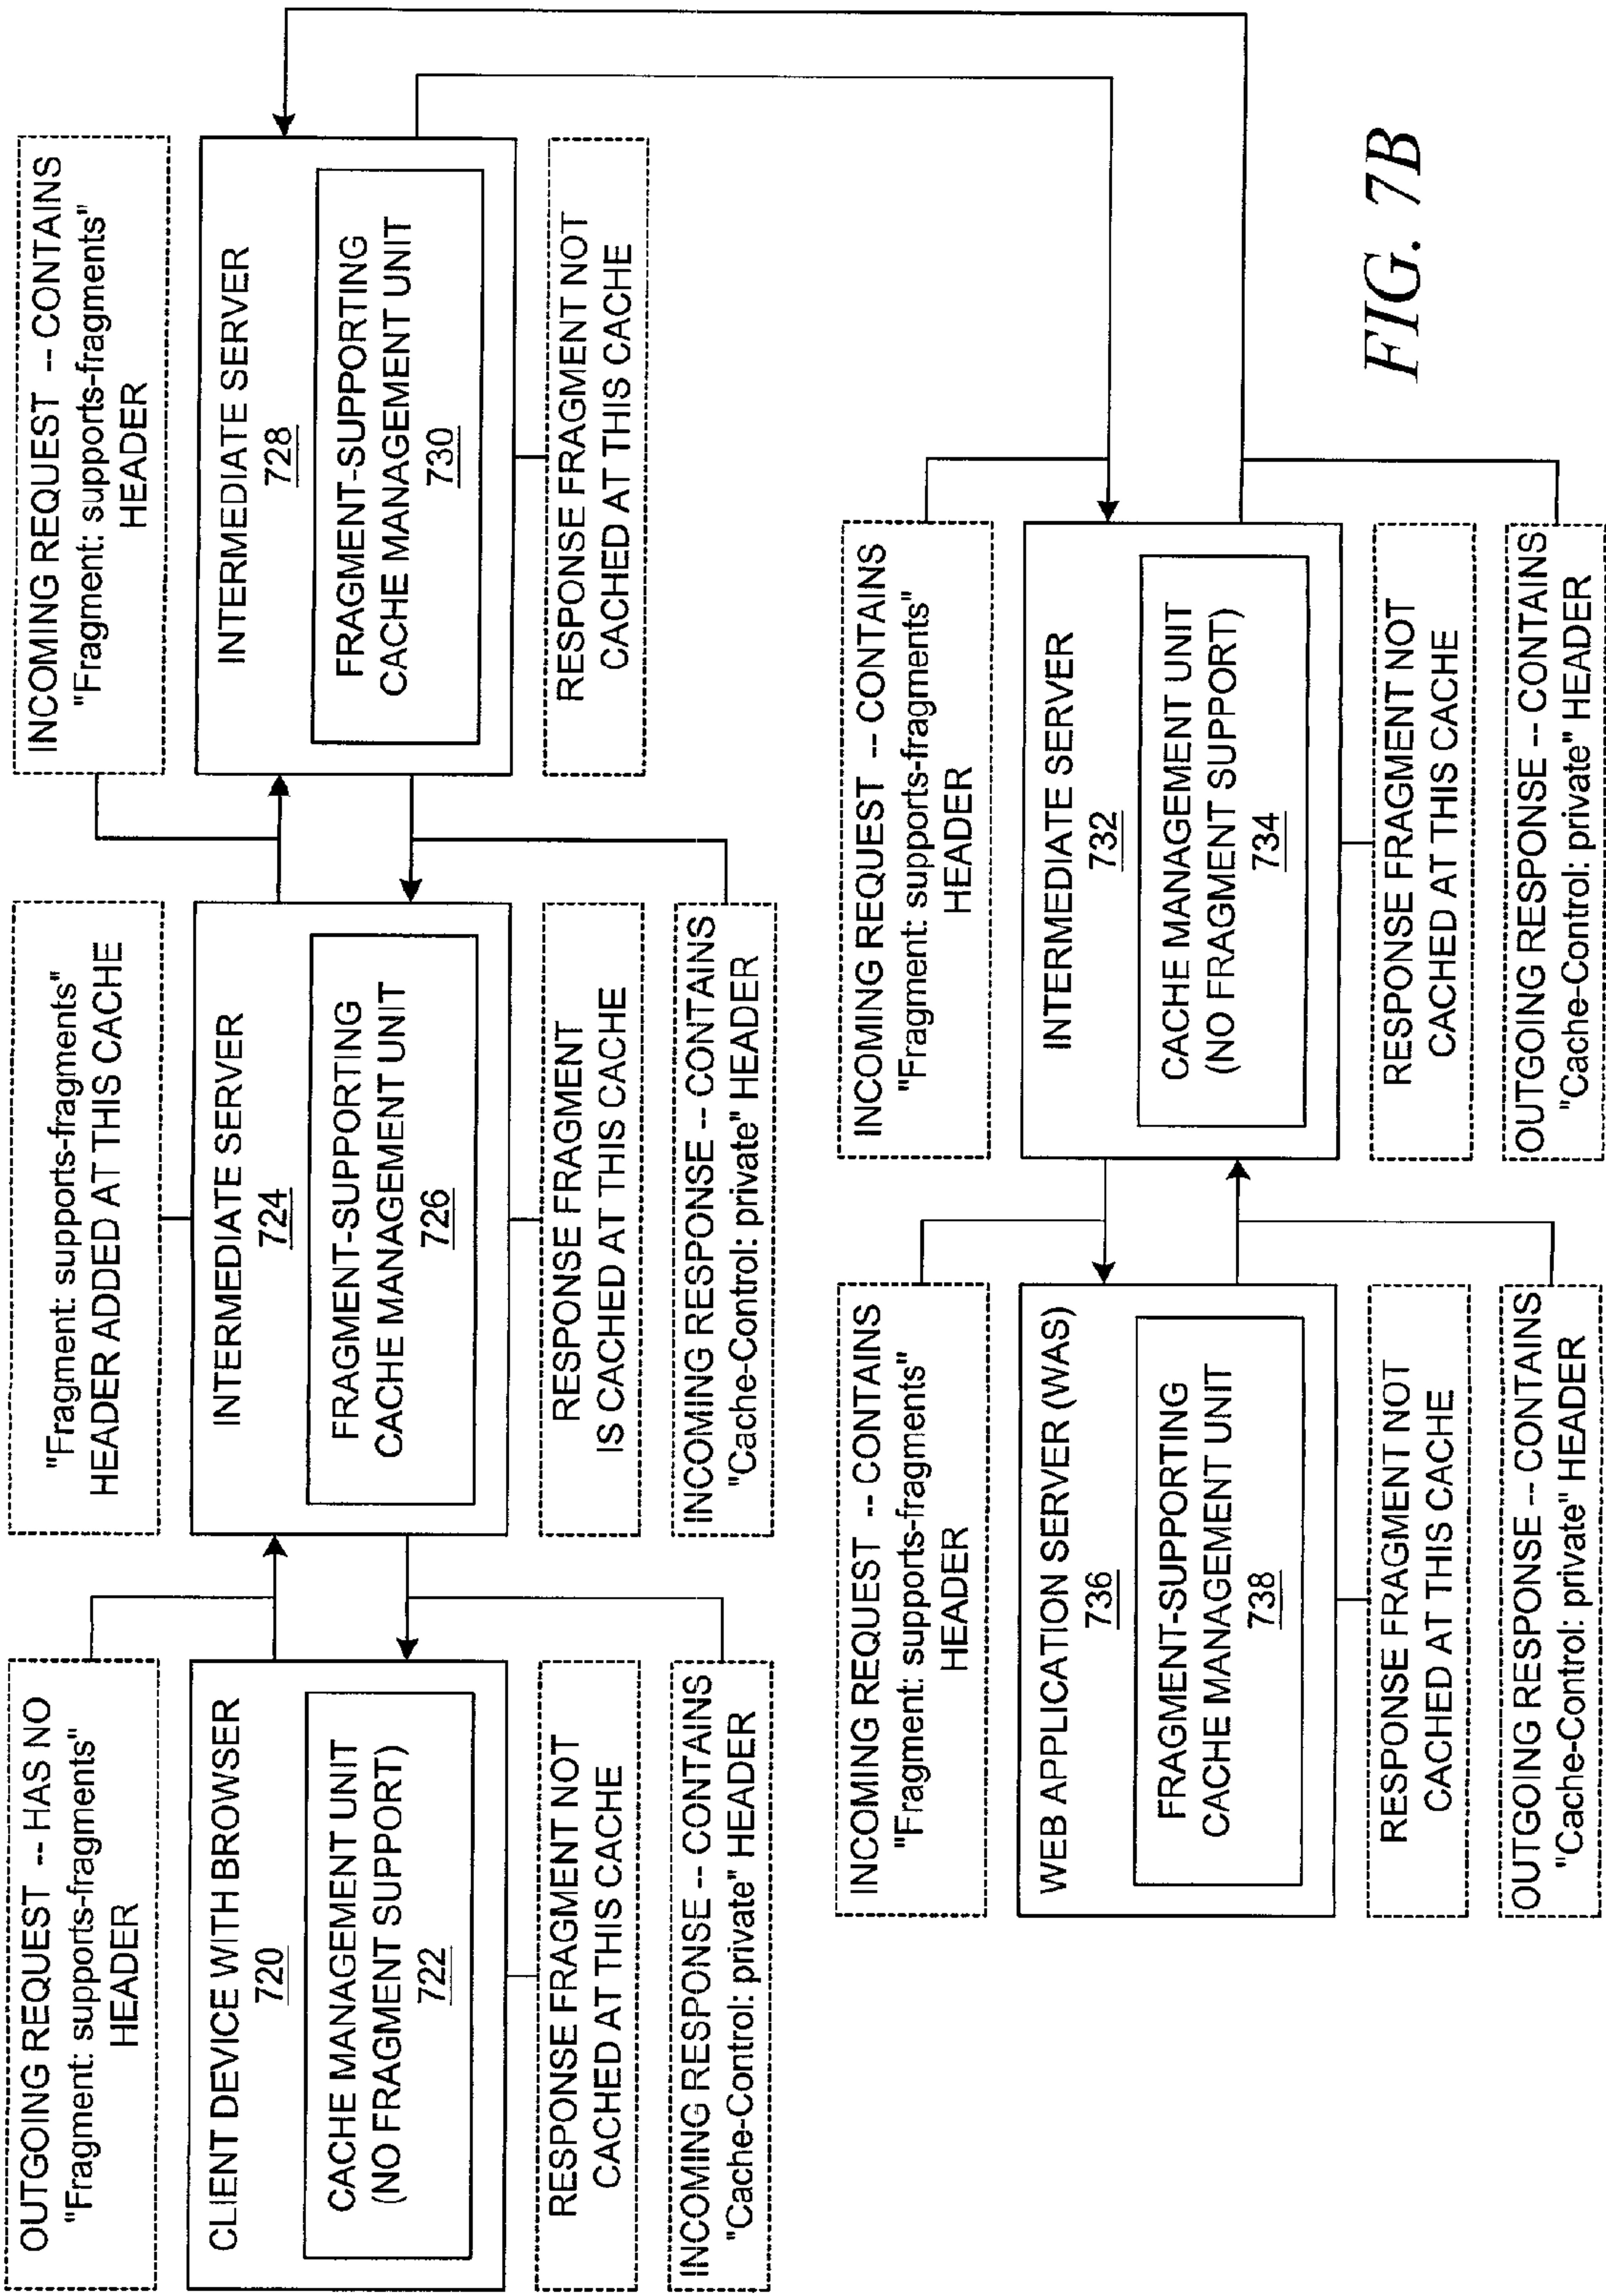 OUTGOING REQUEST -- HAS NO
"Fragment: supports-fragments"
HEADER
CLIENT DEVICE WITH BROWSER
720
CACHE MANAGEMENT UNIT
(NO FRAGMENT SUPPORT)
722
RESPONSE FRAGMENT NOT
CACHED AT THIS CACHE
INCOMING RESPONSE -- CONTAINS
"Cache-Control: private" HEADER
"Fragment: supports-fragments"
HEADER ADDED AT THIS CACHE
INTERMEDIATE SERVER
724
FRAGMENT-SUPPORTING
CACHE MANAGEMENT UNIT
726
RESPONSE FRAGMENT
IS CACHED AT THIS CACHE
INCOMING RESPONSE -- CONTAINS
"Cache-Control: private" HEADER
INCOMING REQUEST -- CONTAINS
"Fragment: supports-fragments"
HEADER
INTERMEDIATE SERVER
728
FRAGMENT-SUPPORTING
CACHE MANAGEMENT UNIT
730
RESPONSE FRAGMENT NOT
CACHED AT THIS CACHE
INCOMING REQUEST -- CONTAINS
"Fragment: supports-fragments"
HEADER
WEB APPLICATION SERVER (WAS)
736
FRAGMENT-SUPPORTING
CACHE MANAGEMENT UNIT
738
RESPONSE FRAGMENT NOT
CACHED AT THIS CACHE
OUTGOING RESPONSE -- CONTAINS
"Cache-Control: private" HEADER
INCOMING REQUEST -- CONTAINS
"Fragment: supports-fragments"
HEADER
INTERMEDIATE SERVER
732
CACHE MANAGEMENT UNIT
(NO FRAGMENT SUPPORT)
734
RESPONSE FRAGMENT NOT
CACHED AT THIS CACHE
OUTGOING RESPONSE -- CONTAINS
"Cache-Control: private" HEADER
FIG. 7B